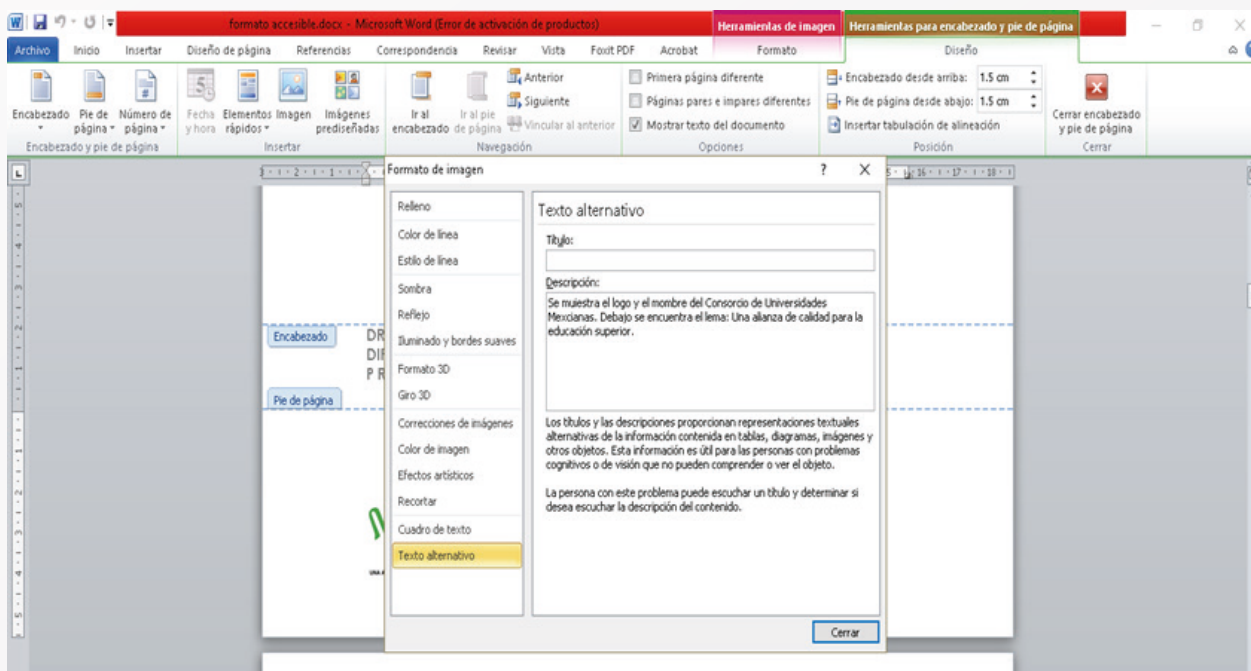 formato accesible.docx - Microsoft Word (Error de activación de productos)
Herramientas de imagen
Herramientas para encabezado y pie de página
Archivo Inicio Insertar Diseño de página Referencias Correspondencia Revisar Vista Foxit PDF Acrobat Formato Diseño
Encabezado
Pie de página
Número de página
Fecha y hora
Elementos rápidos
Imagen
Imágenes prediseñadas
Ir al encabezado
Ir al pie de página
Anterior
Siguiente
Vincular al anterior
Primera página diferente
Páginas pares e impares diferentes
Mostrar texto del documento
Encabezado desde arriba: 1.5 cm
Pie de página desde abajo: 1.5 cm
Insertar tabulación de alineación
Cerrar encabezado
y pie de página
Encabezado y pie de página Insertar Navegación Opciones Posición Cerrar
Formato de imagen
Relleno
Color de línea
Estilo de línea
Sombra
Reflejo
Iluminado y bordes suaves
Formato 3D
Giro 3D
Correcciones de imágenes
Color de imagen
Efectos artísticos
Recortar
Cuadro de texto
Texto alternativo
Texto alternativo
Título:
Descripción:
Se muiestra el logo y el mombre del Consorcio de Universidades
Mexcianas. Debajo se encuentra el lema: Una alianza de calidad para la
educación superior.
Los títulos y las descripciones proporcionan representaciones textuales
alternativas de la información contenida en tablas, diagramas, imágenes y
otros objetos. Esta información es útil para las personas con problemas
cognitivos o de visión que no pueden comprender o ver el objeto.
La persona con este problema puede escuchar un título y determinar si
desea escuchar la descripción del contenido.
Cerrar
Encabezado
DR
DIF
P R
Pie de página